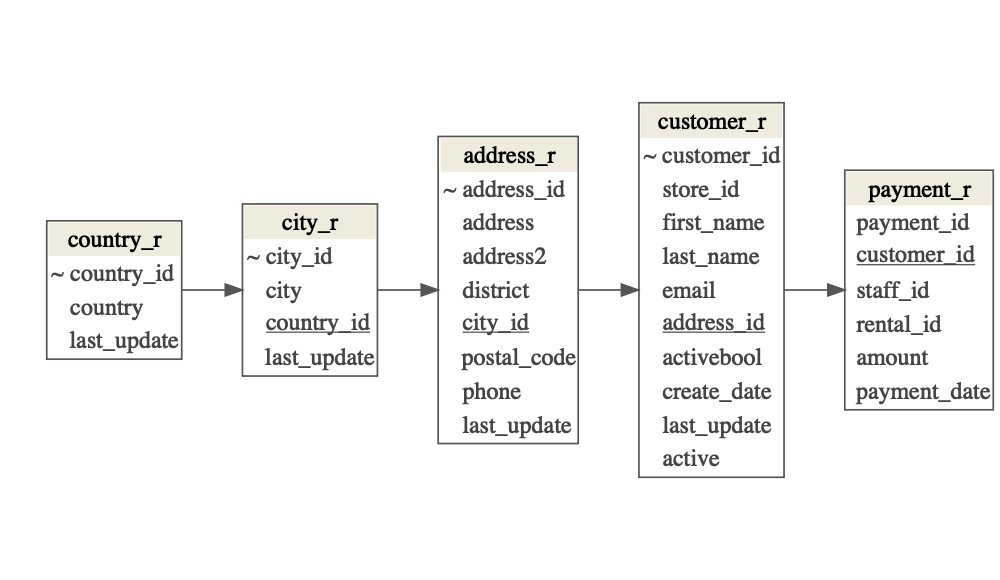 country_r
~ country_id
country
last_update
city_r
~ city_id
city
country_id
last_update
address_r
~ address_id
address
address2
district
city_id
postal_code
phone
last_update
customer_r
~ customer_id
store_id
first_name
last_name
email
address_id
activebool
create_date
last_update
active
payment_r
payment_id
customer_id
staff_id
rental_id
amount
payment_date